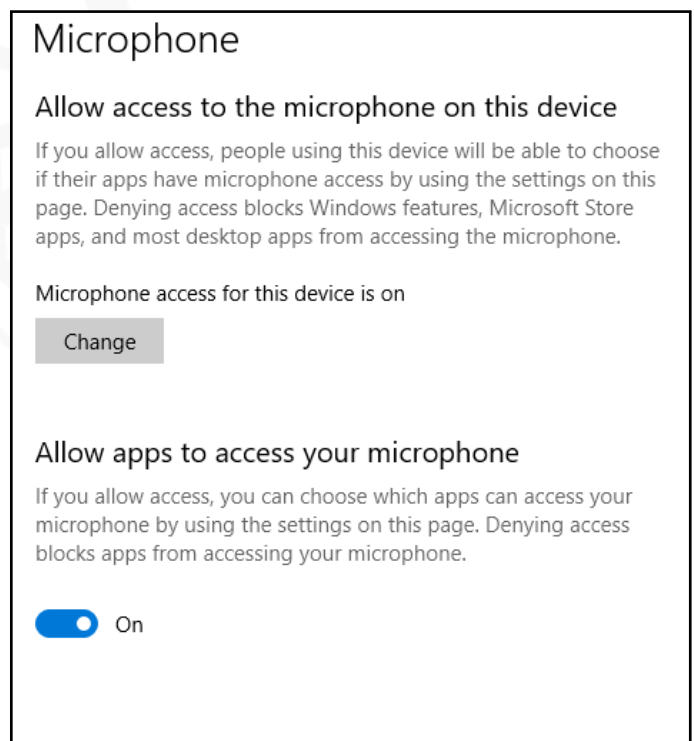 Microphone
Allow access to the microphone on this device
If you allow access, people using this device will be able to choose
if their apps have microphone access by using the settings on this
page. Denying access blocks Windows features, Microsoft Store
apps, and most desktop apps from accessing the microphone.
Microphone access for this device is on
Change
Allow apps to access your microphone
If you allow access, you can choose which apps can access your
microphone by using the settings on this page. Denying access
blocks apps from accessing your microphone.
On